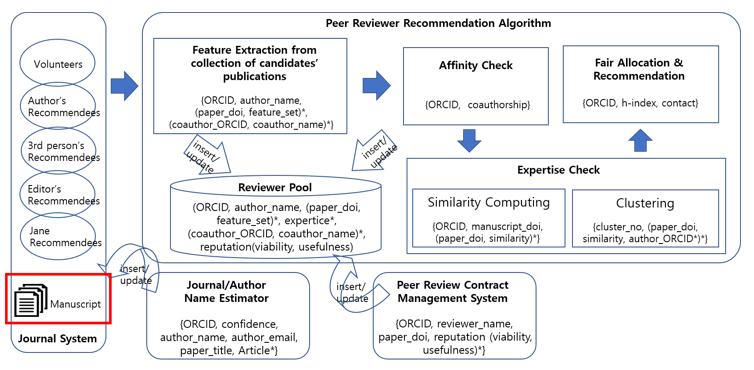 Peer Reviewer Recommendation Algorithm
Volunteers
Author's
Recommendees
3rd person's
Recommendees
Editor's
Recommendees
Jane
Recommendees
Manuscript
Journal System
Feature Extraction from
collection of candidates'
publications
{ORCID, author_name,
(paper_doi, feature_set)*,
(coauthor_ORCID, coauthor_name)*}
Affinity Check
{ORCID, coauthorship}
Fair Allocation &
Recommendation
{ORCID, h-index, contact}
insert/
update
insert/
update
Reviewer Pool
(ORCID, author_name, (paper_doi,
feature_set)*, expertice*,
(coauthor_ORCID, coauthor_name)*,
reputation(viability, usefulness)
Expertise Check
Similarity Computing
{ORCID, manuscript_doi,
(paper_doi, similarity)*}
Clustering
{cluster_no, (paper_doi,
similarity, author_ORCID*)*}
insert/
update
Journal/Author
Name Estimator
{ORCID, confidence,
author_name, author_email,
paper_title, Article*}
insert/
update
Peer Review Contract
Management System
{ORCID, reviewer_name,
paper_doi, reputation (viability,
usefulness)*}